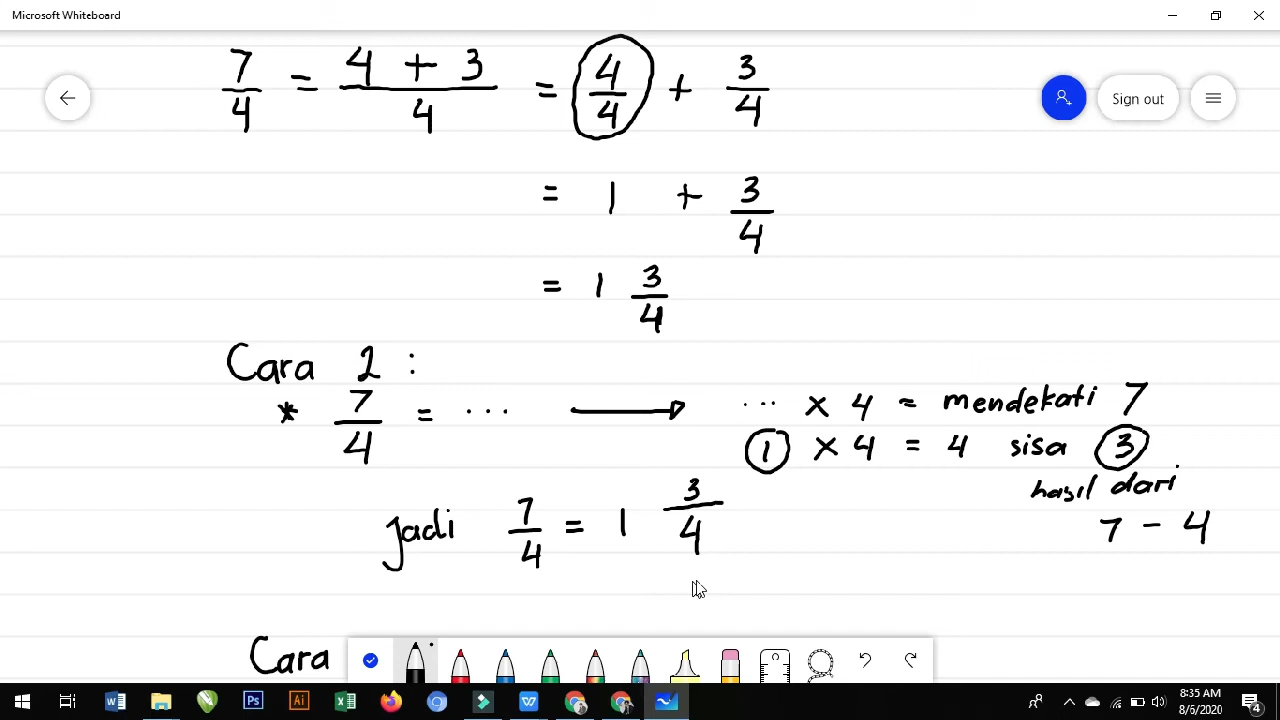 Microsoft Whiteboard
7/4 = (4 + 3)/4 = 4/4 + 3/4
Sign out
= 1 + 3/4
= 1 3/4
Cara 2 :
* 7/4 = ... → ... × 4 = mendekati 7
1 × 4 = 4 sisa 3
hasil dari
7 - 4
jadi 7/4 = 1 3/4
Cara
8:35 AM
8/6/2020
4